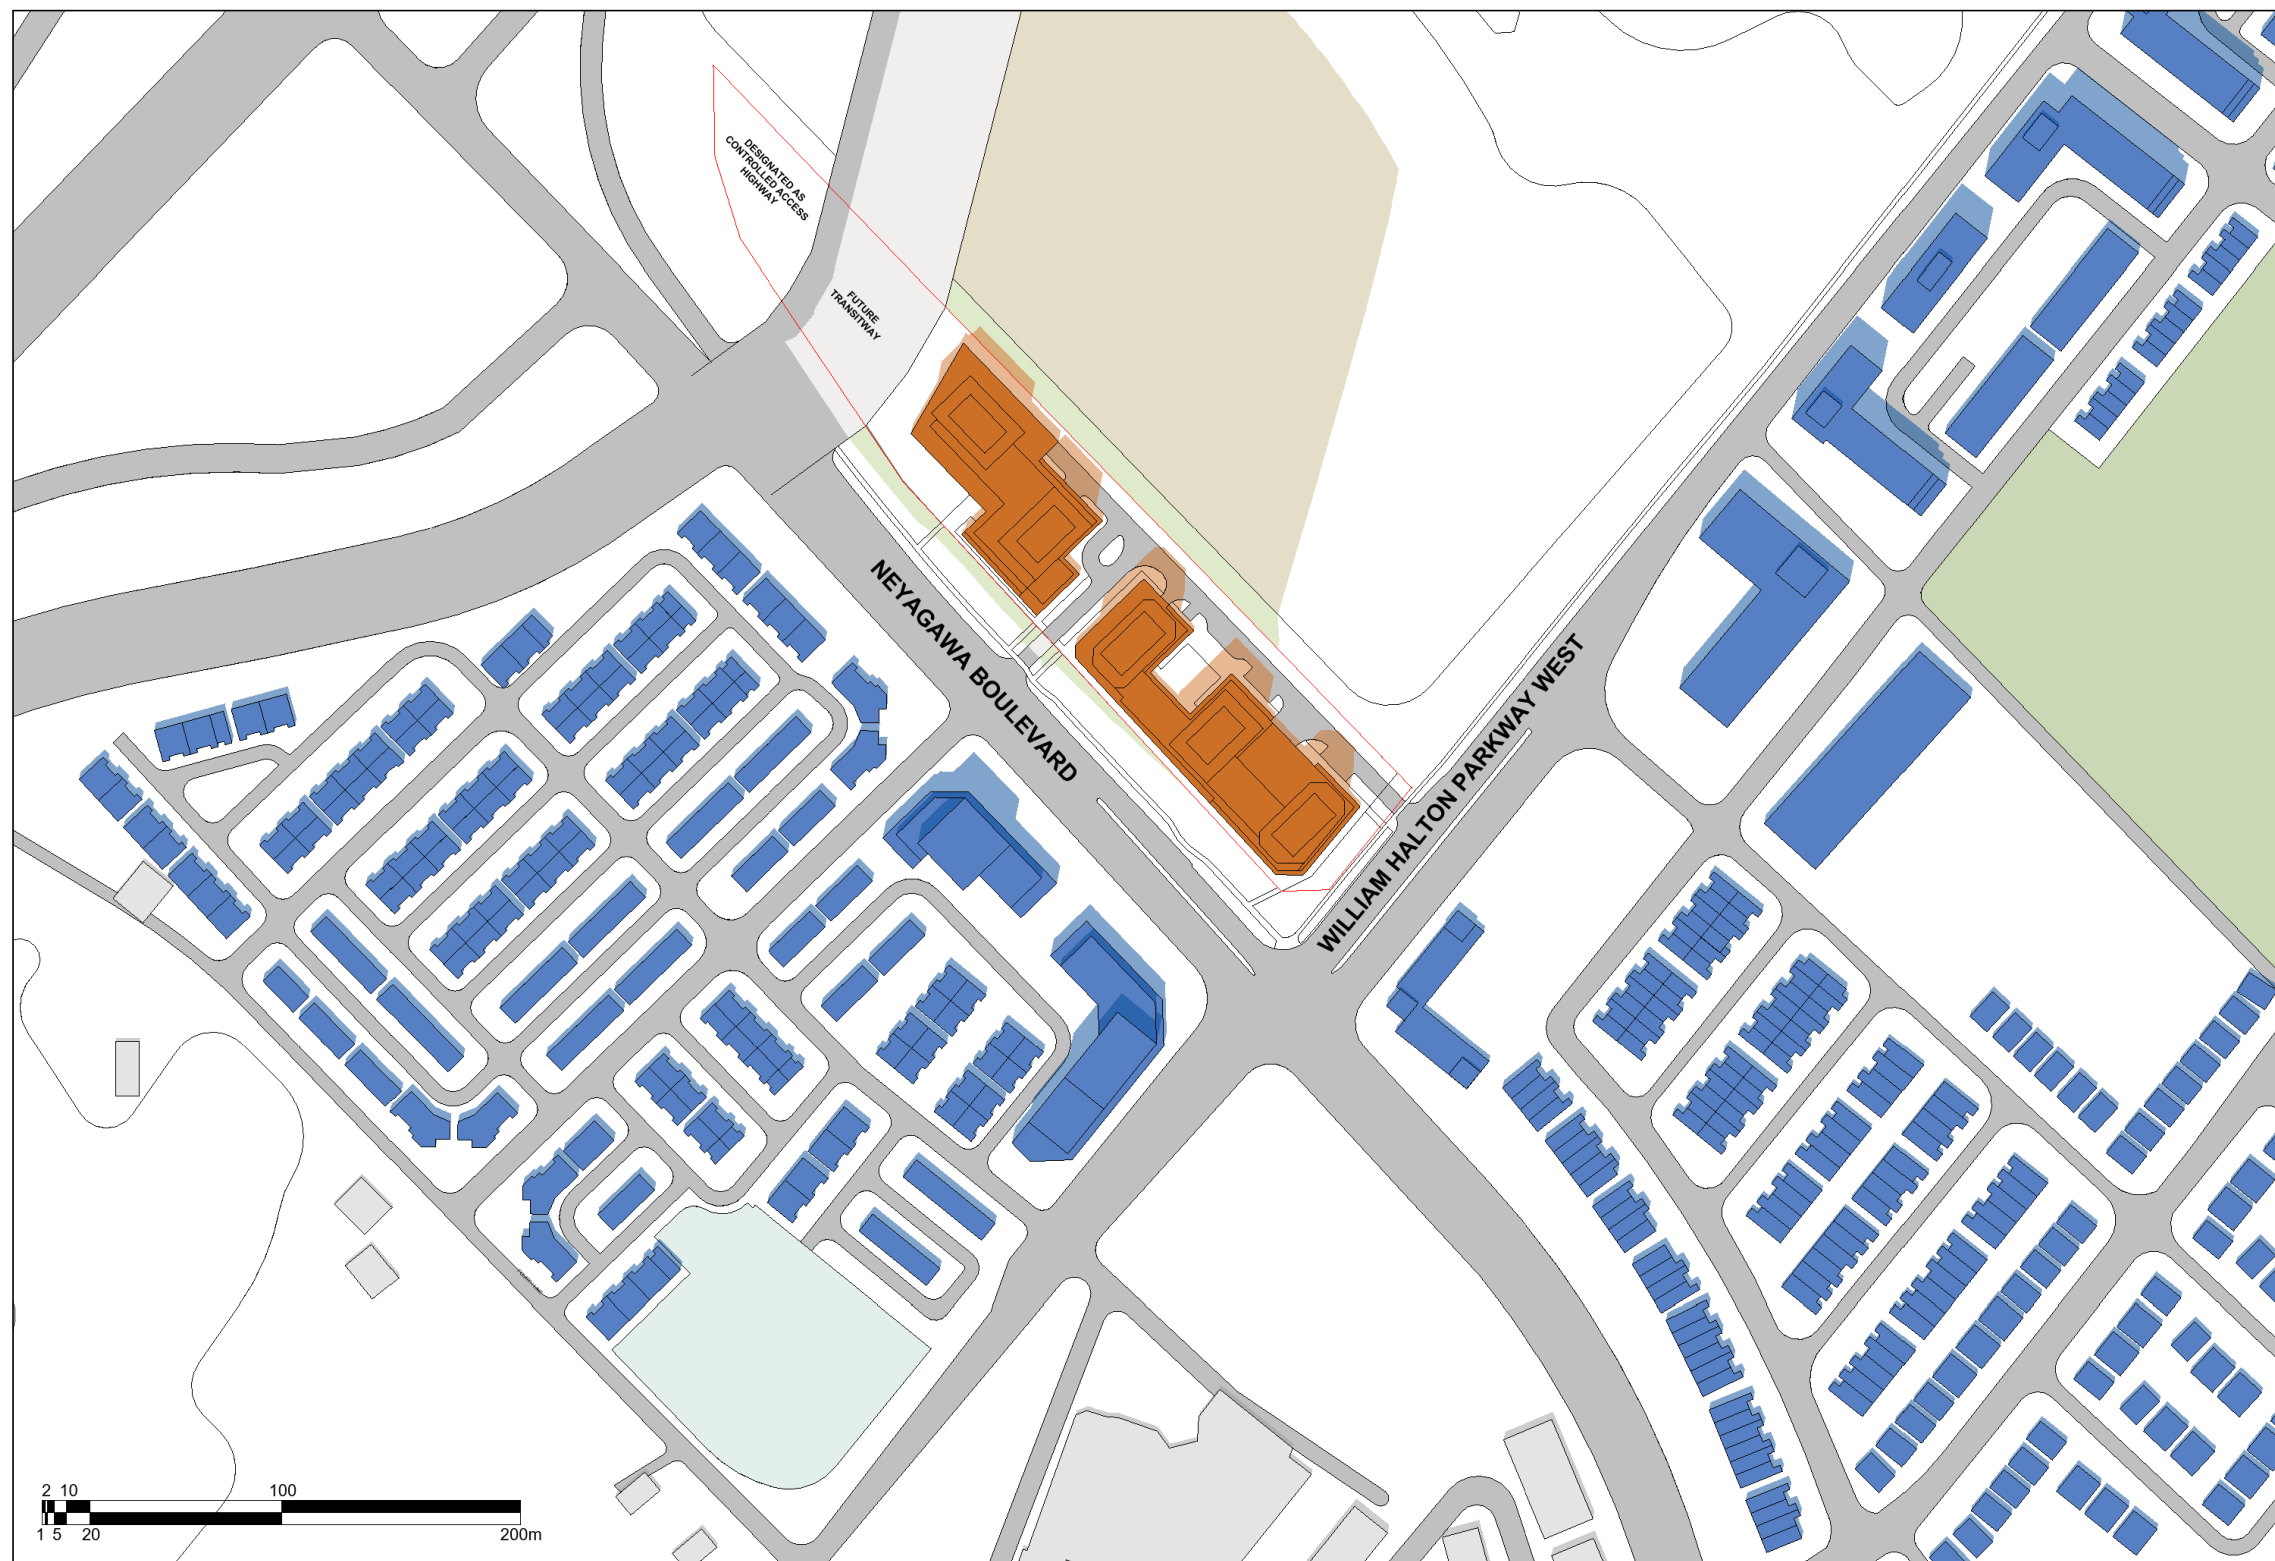 DESIGNATED AS
CONTROLLED ACCESS
HIGHWAY
FUTURE
TRANSITWAY
NEYAGAWA BOULEVARD
WILLIAM HALTON PARKWAY WEST
2 10 100
1 5 20 200m